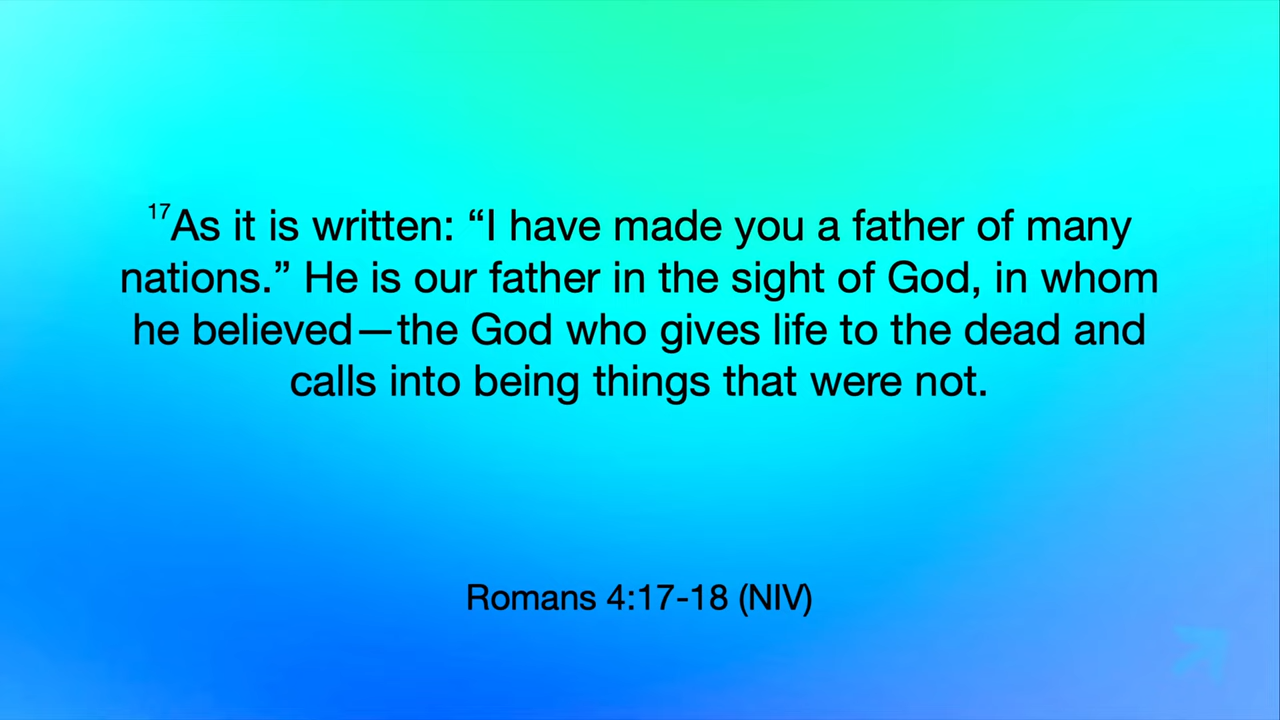 17As it is written: “I have made you a father of many
nations.” He is our father in the sight of God, in whom
he believed—the God who gives life to the dead and
calls into being things that were not.
Romans 4:17-18 (NIV)